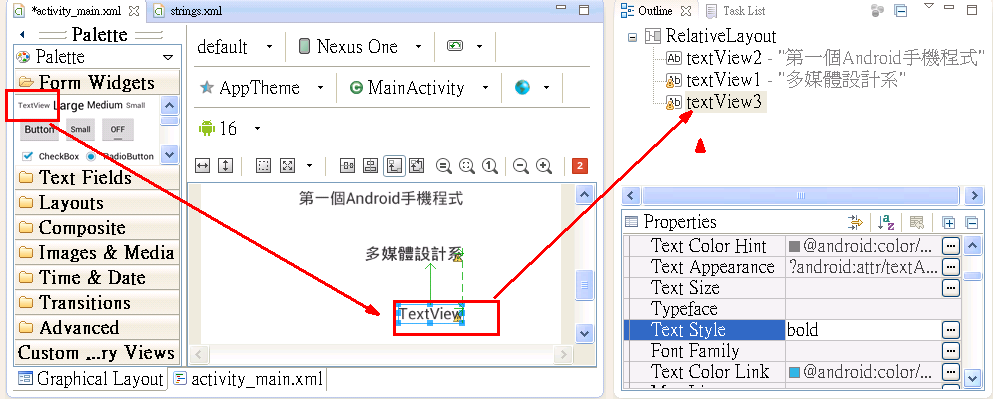 *activity_main.xml
strings.xml
Palette
Palette
Form Widgets
TextView Large Medium Small
Button Small OFF
CheckBox RadioButton
Text Fields
Layouts
Composite
Images & Media
Time & Date
Transitions
Advanced
Custom ...ry Views
Graphical Layout
activity_main.xml
default Nexus One
AppTheme MainActivity
16
2
第一個Android手機程式
多媒體設計系
TextView
Outline
Task List
RelativeLayout
Ab textView2 - "第一個Android手機程式"
ab textView1 - "多媒體設計系"
ab textView3
Properties
Text Color Hint @android:color/...
Text Appearance ?android:attr/textA...
Text Size
Typeface
Text Style bold
Font Family
Text Color Link @android:color/...